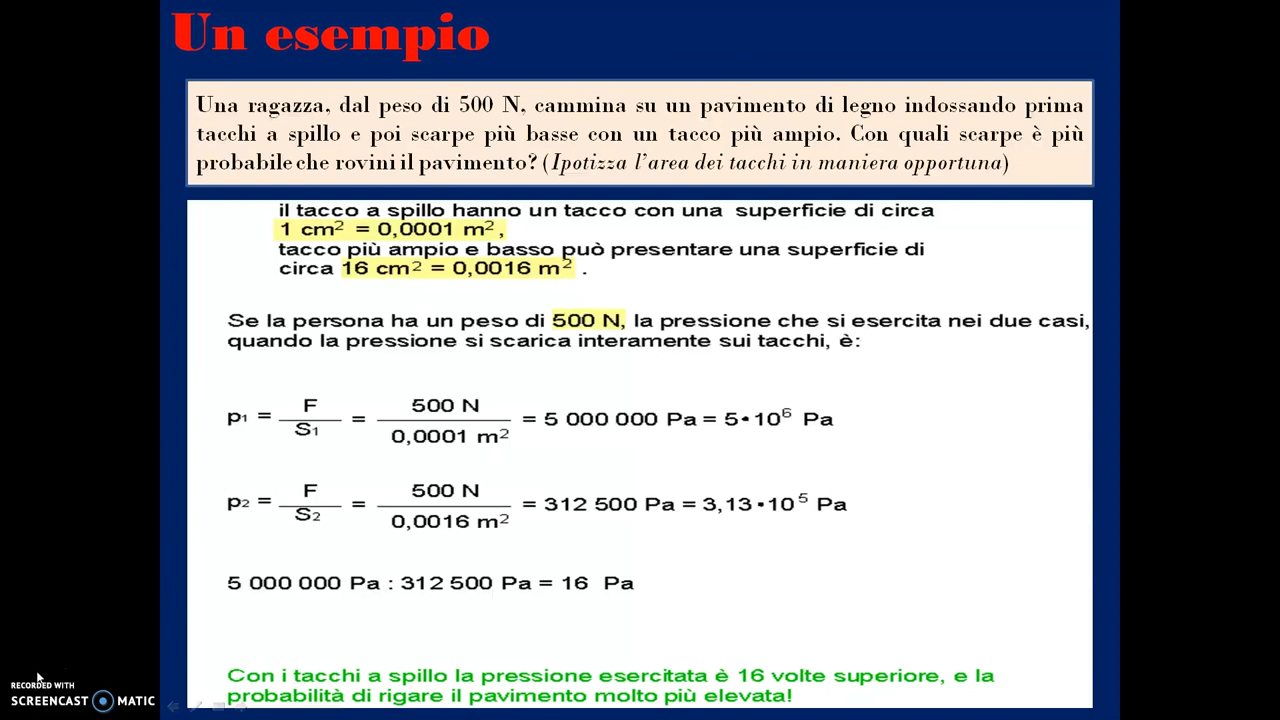 Un esempio
Una ragazza, dal peso di 500 N, cammina su un pavimento di legno indossando prima
tacchi a spillo e poi scarpe più basse con un tacco più ampio. Con quali scarpe è più
probabile che rovini il pavimento? (Ipotizza l'area dei tacchi in maniera opportuna)
il tacco a spillo hanno un tacco con una superficie di circa
1 cm² = 0,0001 m²,
tacco più ampio e basso può presentare una superficie di
circa 16 cm² = 0,0016 m² .
Se la persona ha un peso di 500 N, la pressione che si esercita nei due casi,
quando la pressione si scarica interamente sui tacchi, è:
p₁ = F / S₁ = 500 N / 0,0001 m² = 5 000 000 Pa = 5•10⁶ Pa
p₂ = F / S₂ = 500 N / 0,0016 m² = 312 500 Pa = 3,13•10⁵ Pa
5 000 000 Pa : 312 500 Pa = 16 Pa
Con i tacchi a spillo la pressione esercitata è 16 volte superiore, e la
probabilità di rigare il pavimento molto più elevata!
RECORDED WITH
SCREENCAST MATIC